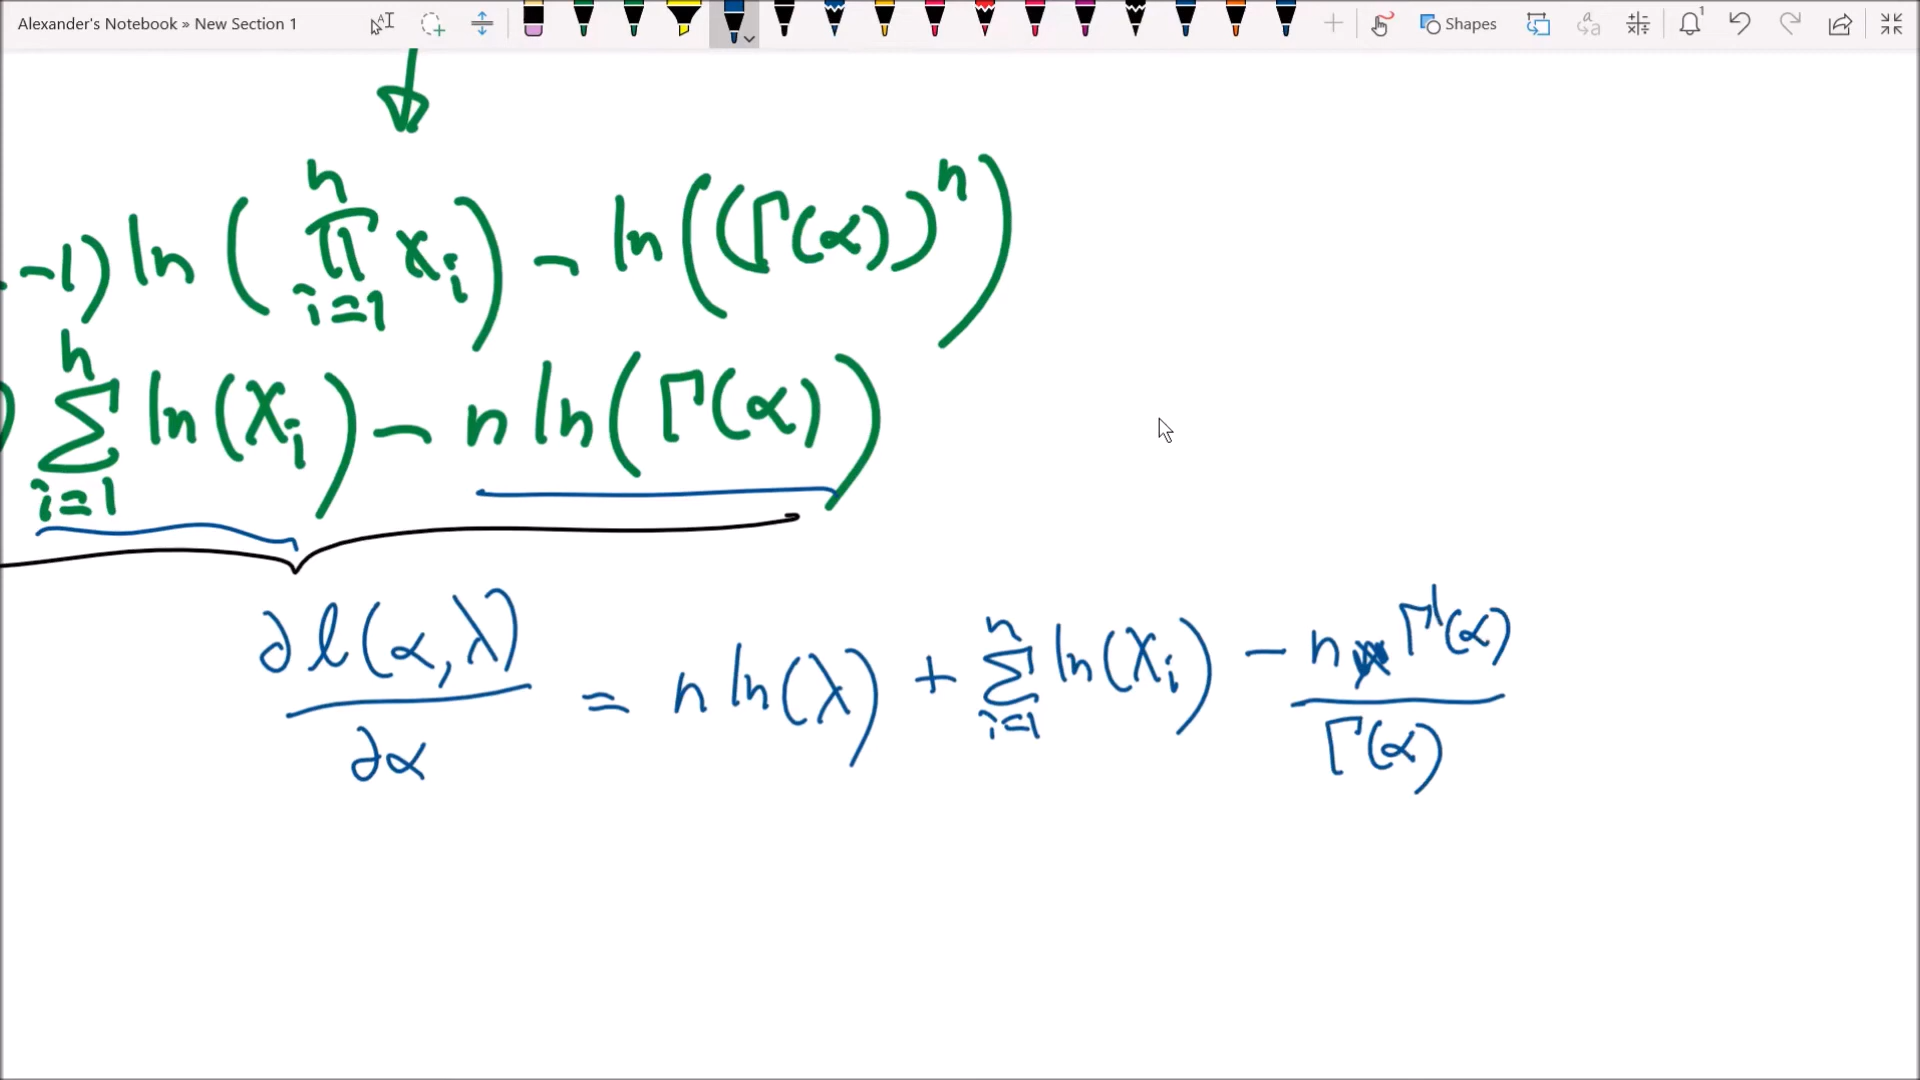 Alexander's Notebook » New Section 1
Shapes
-1) ln ( ∏_{i=1}^{n} x_i ) - ln((Γ(α))^n)
) ∑_{i=1}^{n} ln(X_i) - n ln(Γ(α))
∂l(α,λ)/∂α = n ln(λ) + ∑_{i=1}^{n} ln(X_i) - n Γ'(α)/Γ(α)